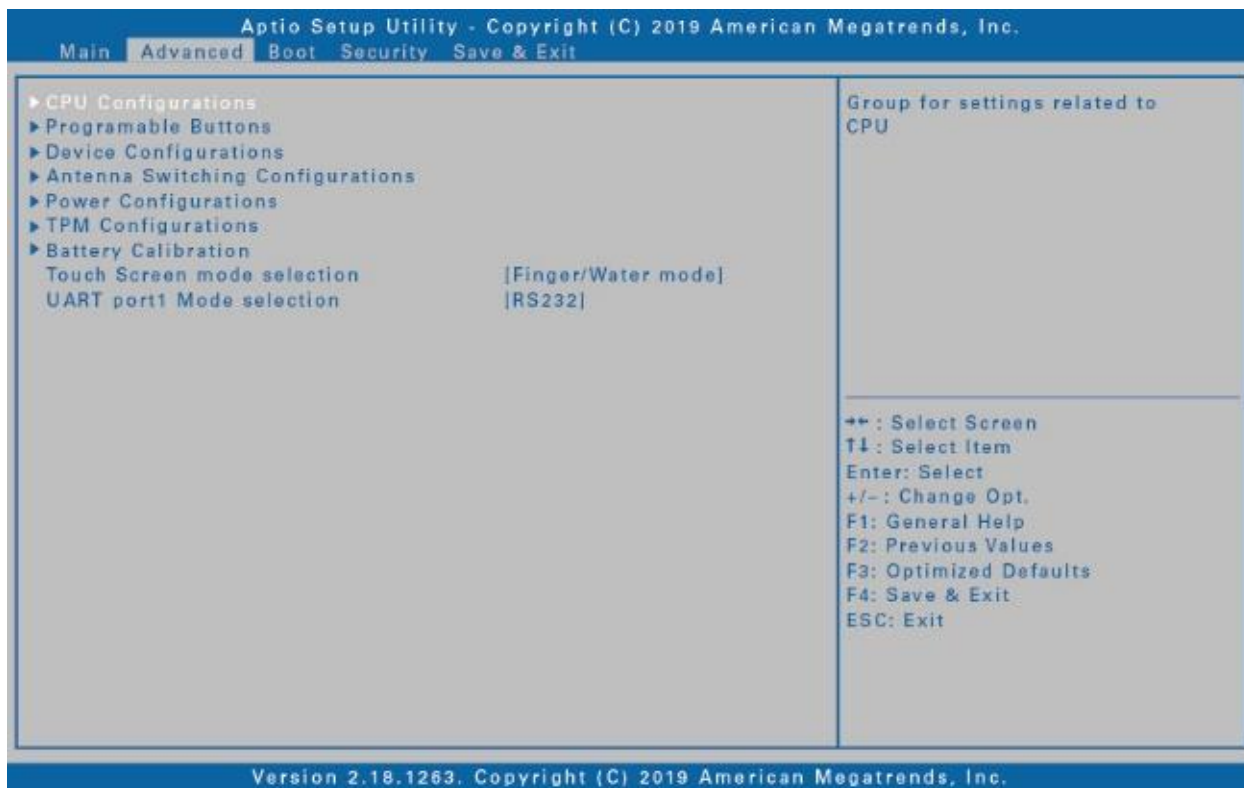 Aptio Setup Utility - Copyright (C) 2019 American Megatrends, Inc.
Main Advanced Boot Security Save & Exit
▶ CPU Configurations
▶ Programable Buttons
▶ Device Configurations
▶ Antenna Switching Configurations
▶ Power Configurations
▶ TPM Configurations
▶ Battery Calibration
Touch Screen mode selection [Finger/Water mode]
UART port1 Mode selection [RS232]
Group for settings related to
CPU
→←: Select Screen
↑↓: Select Item
Enter: Select
+/-: Change Opt.
F1: General Help
F2: Previous Values
F3: Optimized Defaults
F4: Save & Exit
ESC: Exit
Version 2.18.1263. Copyright (C) 2019 American Megatrends, Inc.